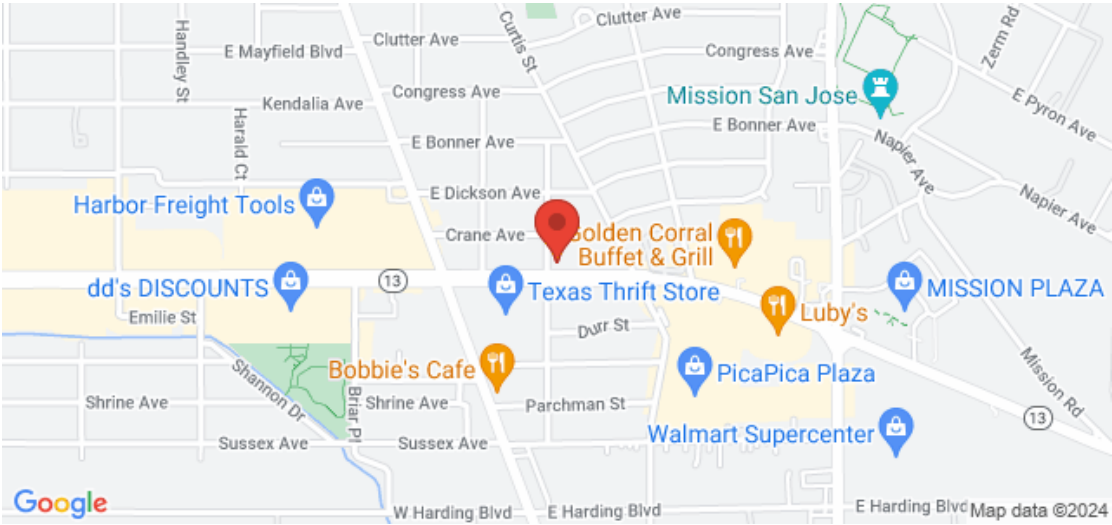 Clutter Ave
Handley St
Curtis St
Clutter Ave
Zerm Rd
E Mayfield Blvd
Congress Ave
Congress Ave
Mission San Jose
Kendalia Ave
E Pyron Ave
Harald Ct
E Bonner Ave
E Bonner Ave
Napier Ave
E Dickson Ave
Napier Ave
Harbor Freight Tools
Crane Ave
Golden Corral
Buffet & Grill
13
dd's DISCOUNTS
Texas Thrift Store
MISSION PLAZA
Emilie St
Durr St
Luby's
Bobbie's Cafe
PicaPica Plaza
Mission Rd
Shannon Dr
Briar Pl
Shrine Ave
Shrine Ave
Parchman St
13
Sussex Ave
Sussex Ave
Walmart Supercenter
Google
W Harding Blvd
E Harding Blvd
E Harding Blvd
Map data ©2024